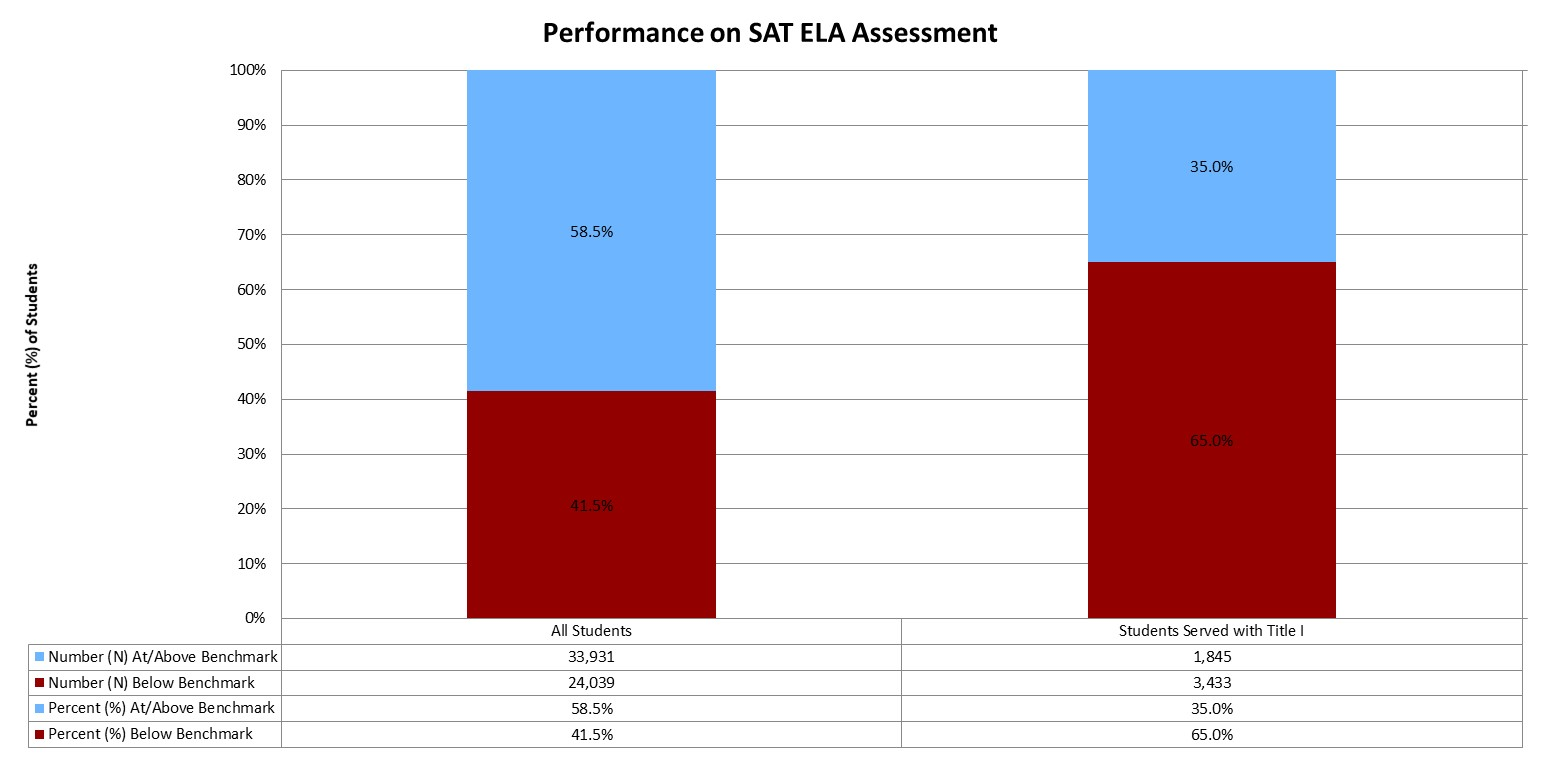 Performance on SAT ELA Assessment
100%
90%
80%
70%
60%
50%
40%
30%
20%
10%
0%
Percent (%) of Students
58.5%
41.5%
35.0%
65.0%
All Students Students Served with Title I
Number (N) At/Above Benchmark 33,931 1,845
Number (N) Below Benchmark 24,039 3,433
Percent (%) At/Above Benchmark 58.5% 35.0%
Percent (%) Below Benchmark 41.5% 65.0%